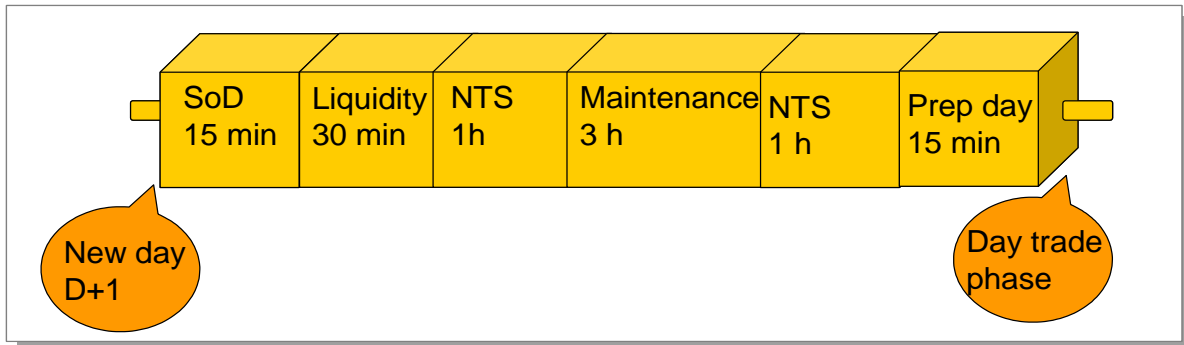 SoD
15 min
Liquidity
30 min
NTS
1h
Maintenance
3 h
NTS
1 h
Prep day
15 min
New day
D+1
Day trade
phase